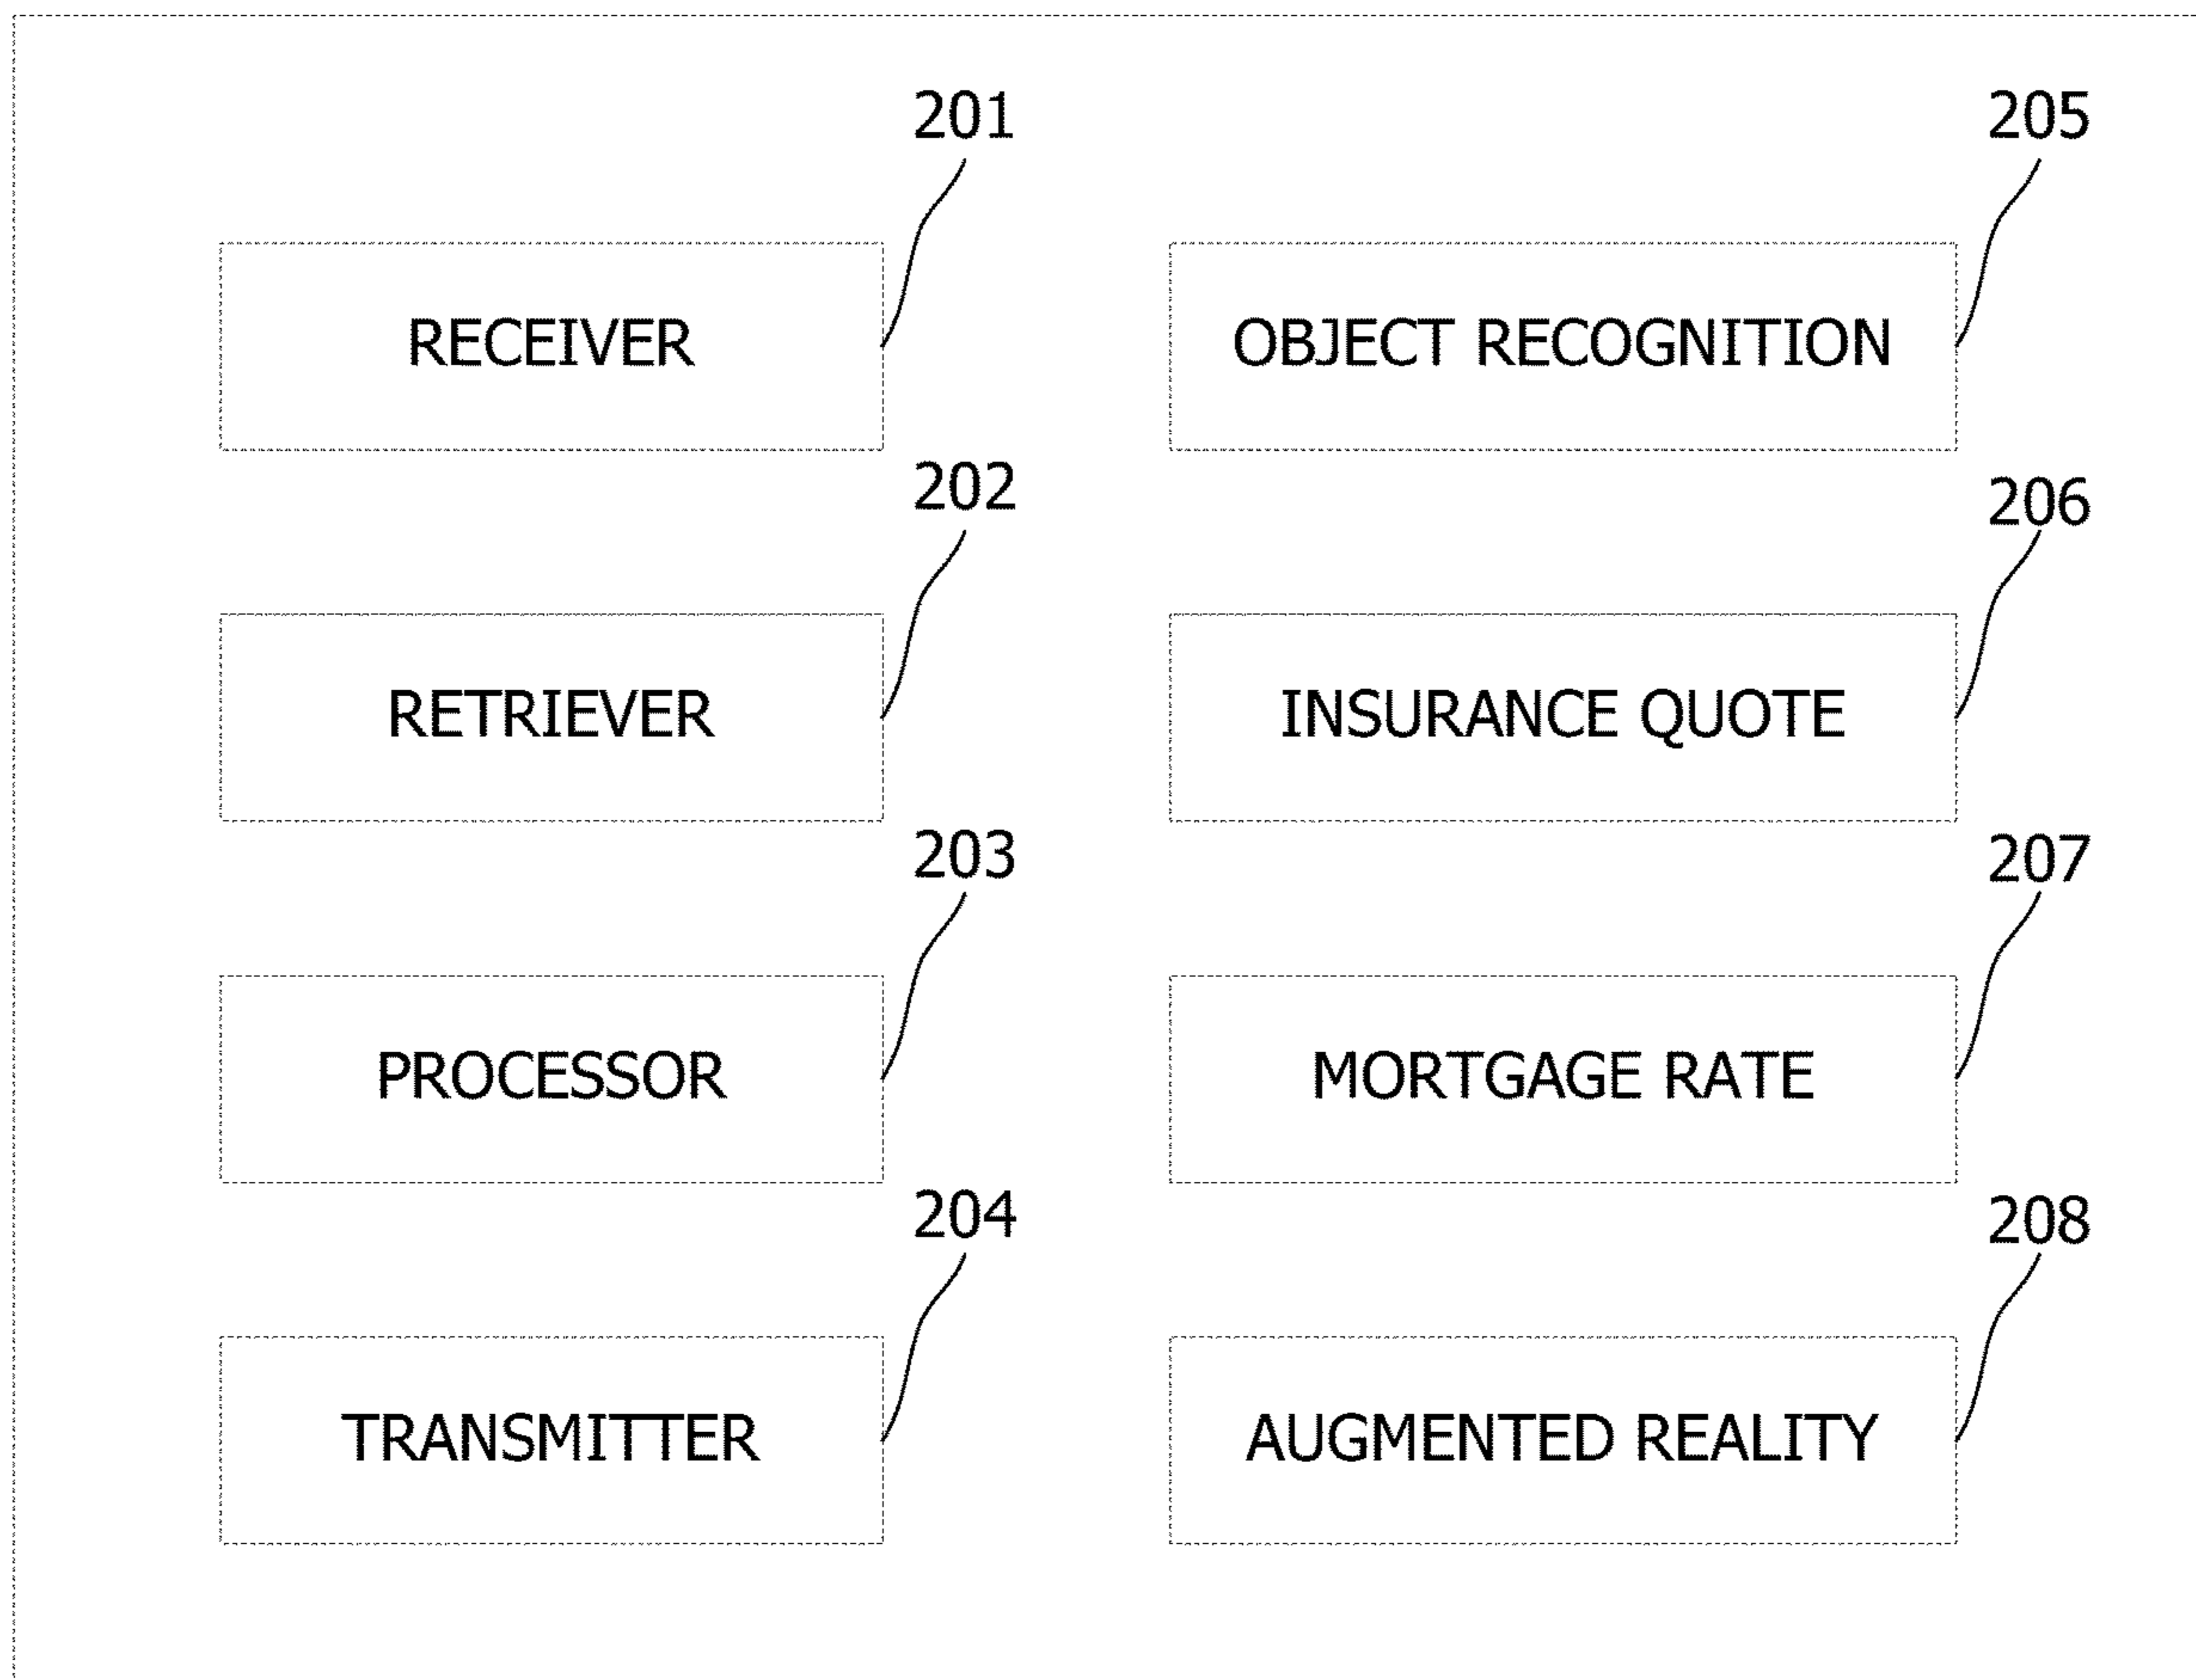 201
RECEIVER
202
RETRIEVER
203
PROCESSOR
204
TRANSMITTER
205
OBJECT RECOGNITION
206
INSURANCE QUOTE
207
MORTGAGE RATE
208
AUGMENTED REALITY